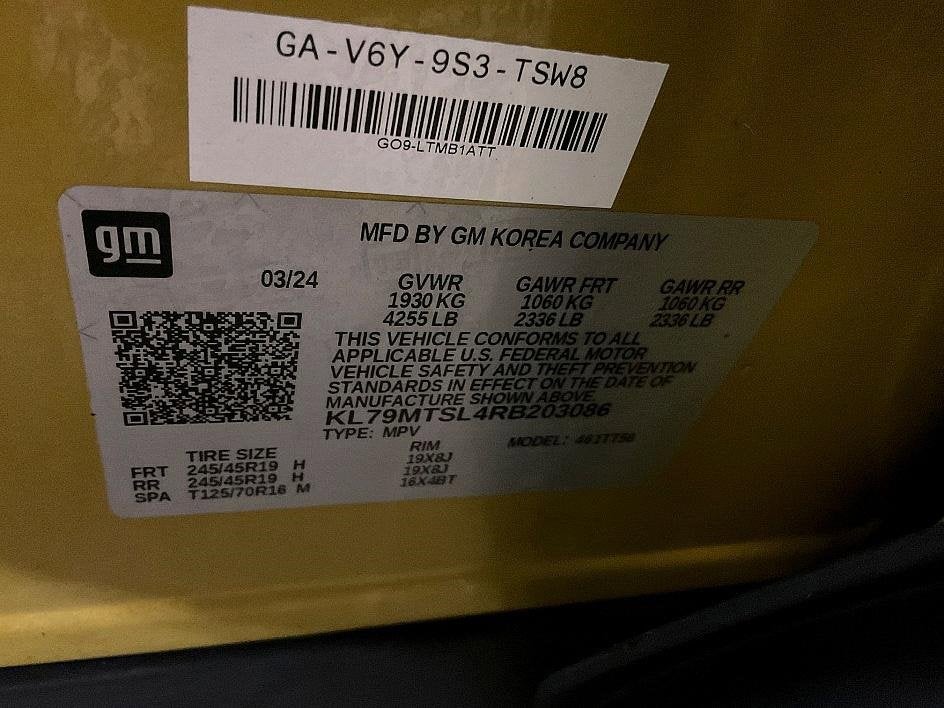 GA-V6Y-9S3-TSW8
GO9-LTMB1ATT
gm
MFD BY GM KOREA COMPANY
03/24 GVWR GAWR FRT GAWR RR
1930 KG 1060 KG 1060 KG
4255 LB 2336 LB 2336 LB
THIS VEHICLE CONFORMS TO ALL
APPLICABLE U.S. FEDERAL MOTOR
VEHICLE SAFETY AND THEFT PREVENTION
STANDARDS IN EFFECT ON THE DATE OF
MANUFACTURE SHOWN ABOVE.
KL79MTSL4RB203086
TYPE: MPV MODEL:
TIRE SIZE RIM
FRT 245/45R19 H 19X8J
RR 245/45R19 H 19X8J
SPA T125/70R16 M 16X4BT